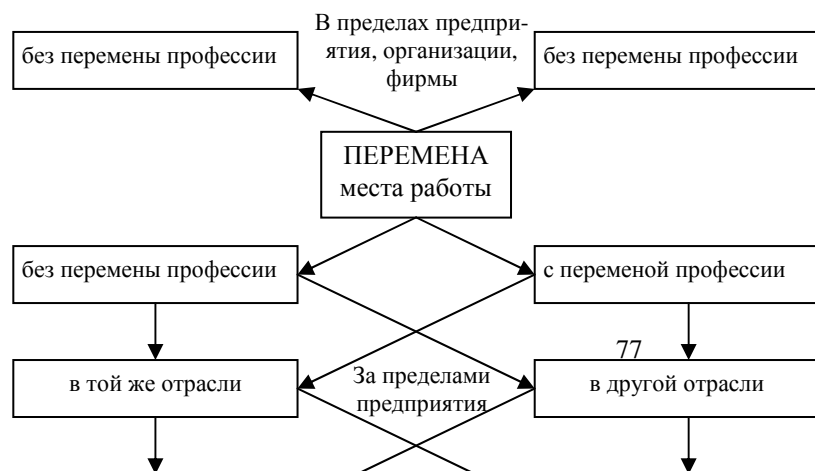 В пределах предпри-
ятия, организации,
фирмы
без перемены профессии
без перемены профессии
ПЕРЕМЕНА
места работы
без перемены профессии
с переменой профессии
77
в той же отрасли
За пределами
предприятия
в другой отрасли